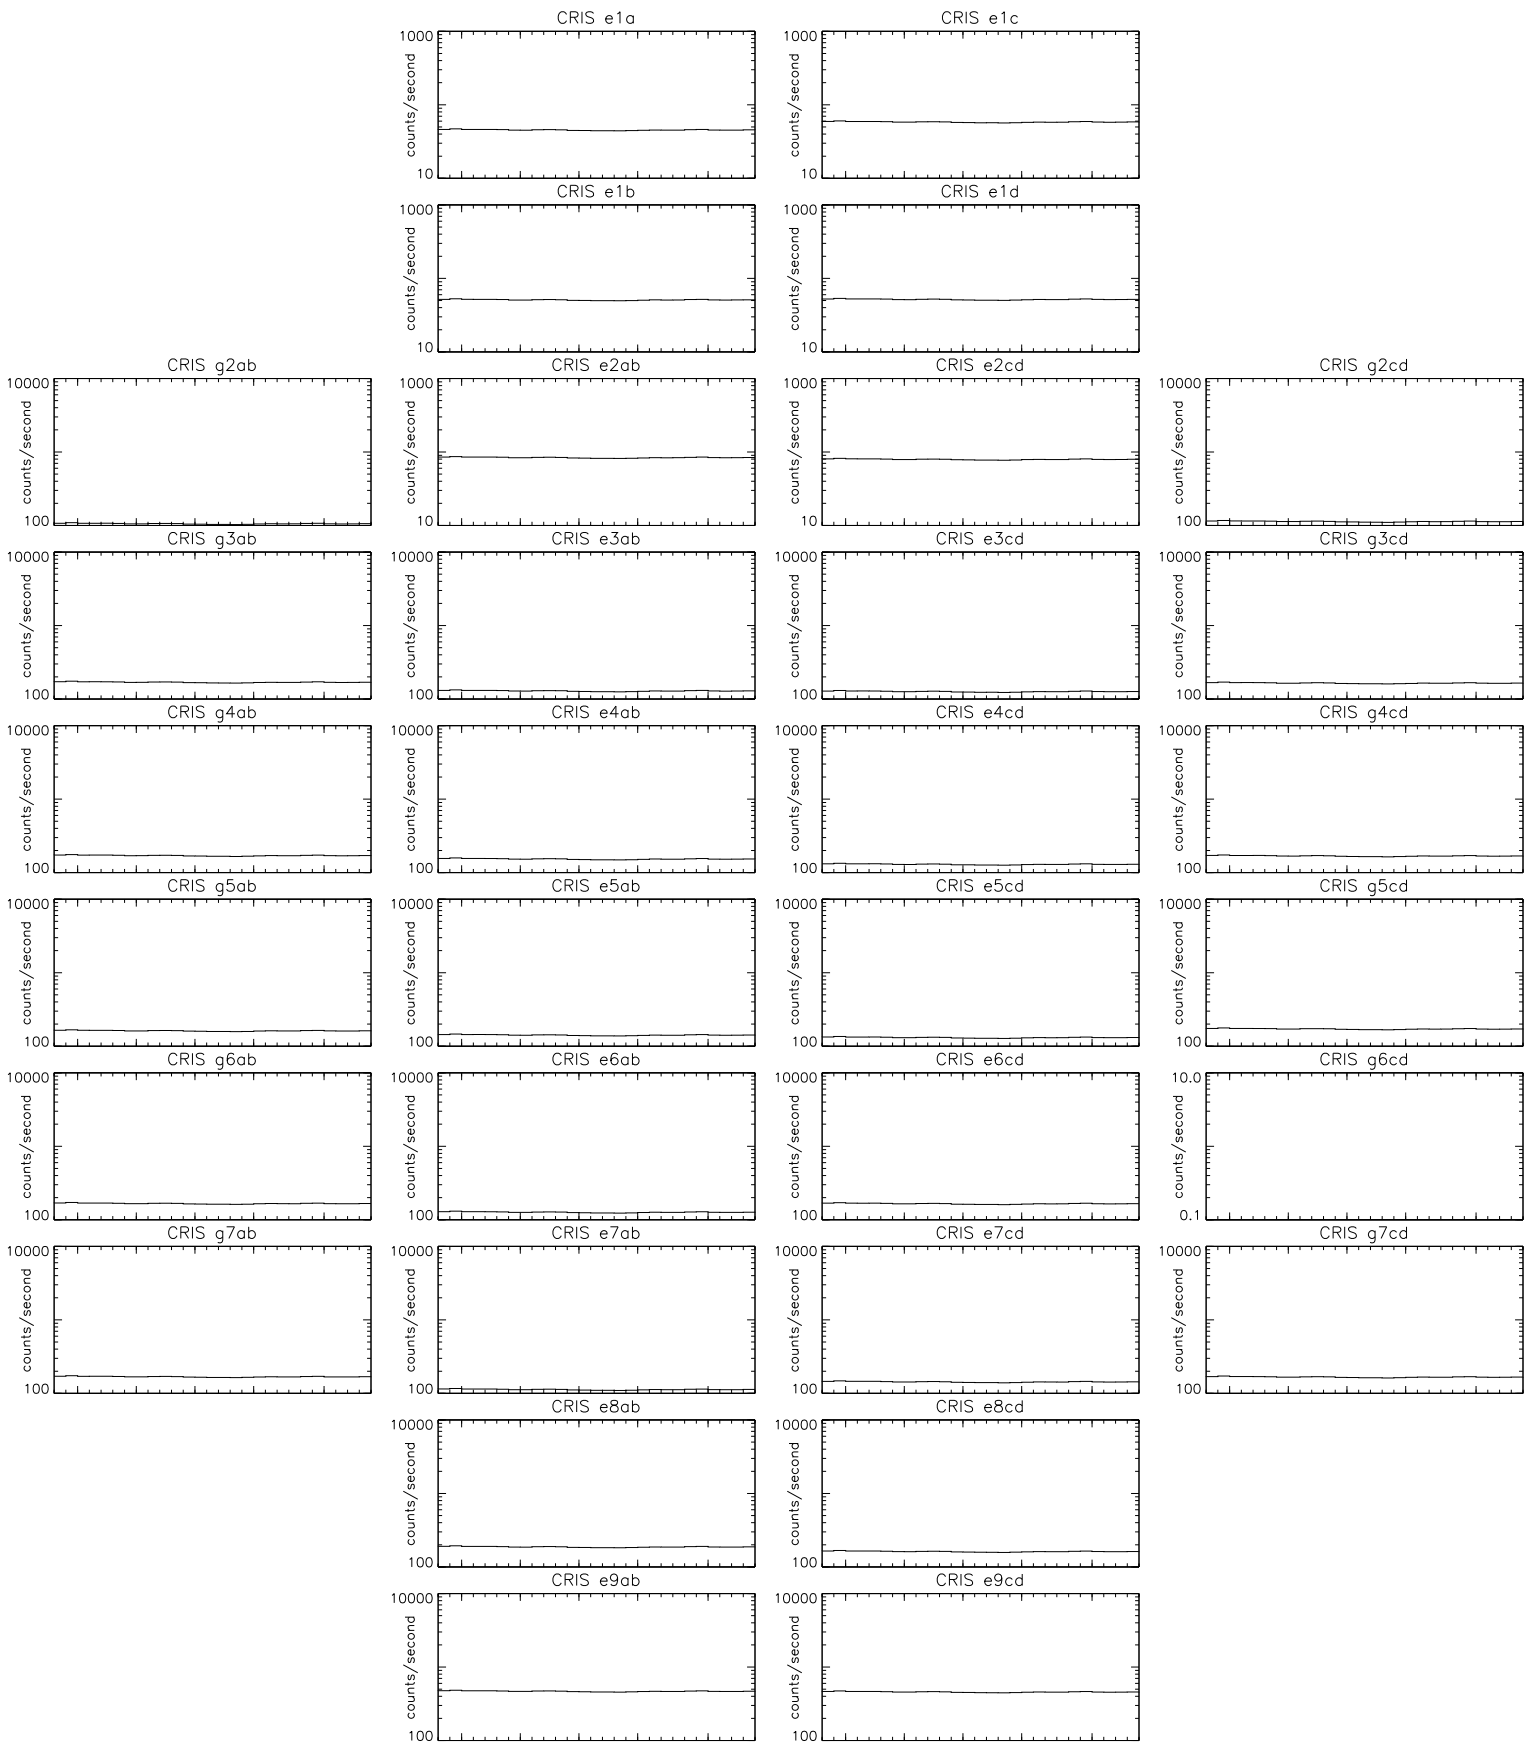 CRIS e1a
1000
counts/second
10
CRIS e1c
1000
counts/second
10
CRIS e1b
1000
counts/second
10
CRIS e1d
1000
counts/second
10
CRIS g2ab
10000
counts/second
100
CRIS e2ab
1000
counts/second
10
CRIS e2cd
1000
counts/second
10
CRIS g2cd
10000
counts/second
100
CRIS g3ab
10000
counts/second
100
CRIS e3ab
10000
counts/second
100
CRIS e3cd
10000
counts/second
100
CRIS g3cd
10000
counts/second
100
CRIS g4ab
10000
counts/second
100
CRIS e4ab
10000
counts/second
100
CRIS e4cd
10000
counts/second
100
CRIS g4cd
10000
counts/second
100
CRIS g5ab
10000
counts/second
100
CRIS e5ab
10000
counts/second
100
CRIS e5cd
10000
counts/second
100
CRIS g5cd
10000
counts/second
100
CRIS g6ab
10000
counts/second
100
CRIS e6ab
10000
counts/second
100
CRIS e6cd
10000
counts/second
100
CRIS g6cd
10.0
counts/second
0.1
CRIS g7ab
10000
counts/second
100
CRIS e7ab
10000
counts/second
100
CRIS e7cd
10000
counts/second
100
CRIS g7cd
10000
counts/second
100
CRIS e8ab
10000
counts/second
100
CRIS e8cd
10000
counts/second
100
CRIS e9ab
10000
counts/second
100
CRIS e9cd
10000
counts/second
100